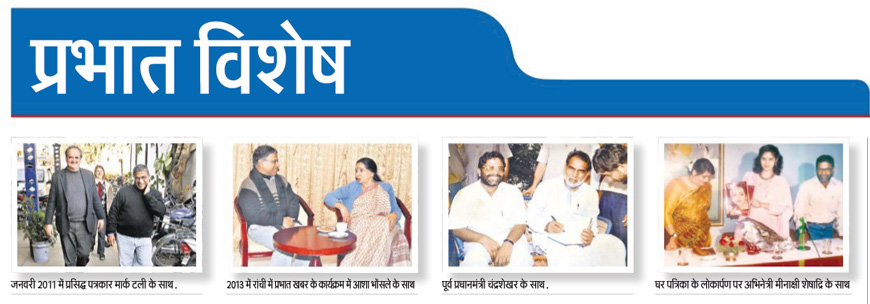 प्रभात विशेष
जनवरी 2011 में प्रसिद्ध पत्रकार मार्क टली के साथ .
2013 में रांची में प्रभात खबर के कार्यक्रम में आशा भोंसले के साथ
पूर्व प्रधानमंत्री चंद्रशेखर के साथ .
घर पत्रिका के लोकार्पण पर अभिनेत्री मीनाक्षी शेषाद्रि के साथ